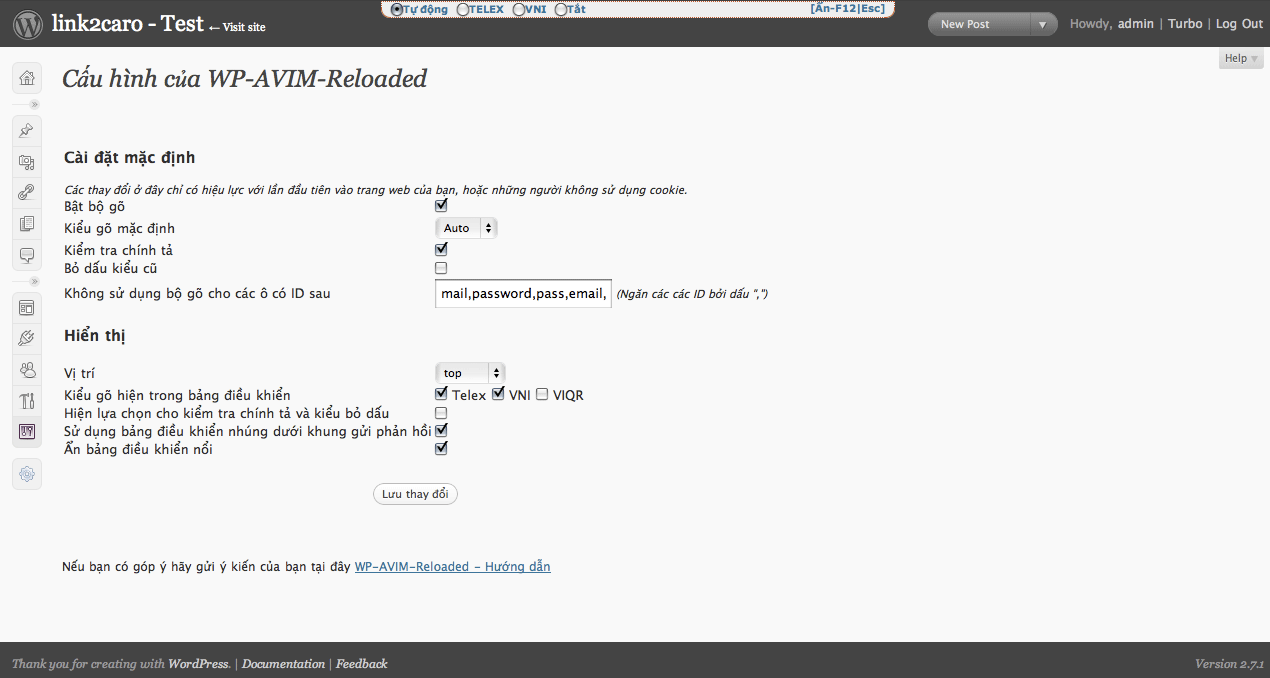 Tự động TELEX VNI Tắt [Ẩn-F12|Esc]
link2caro - Test ← Visit site
New Post
Howdy, admin | Turbo | Log Out
Help
Cấu hình của WP-AVIM-Reloaded
Cài đặt mặc định
Các thay đổi ở đây chỉ có hiệu lực với lần đầu tiên vào trang web của bạn, hoặc những người không sử dụng cookie.
Bật bộ gõ
Kiểu gõ mặc định Auto
Kiểm tra chính tả
Bỏ dấu kiểu cũ
Không sử dụng bộ gõ cho các ô có ID sau mail,password,pass,email, (Ngăn các các ID bởi dấu ",")
Hiển thị
Vị trí top
Kiểu gõ hiện trong bảng điều khiển Telex VNI VIQR
Hiện lựa chọn cho kiểm tra chính tả và kiểu bỏ dấu
Sử dụng bảng điều khiển nhúng dưới khung gửi phản hồi
Ẩn bảng điều khiển nổi
Lưu thay đổi
Nếu bạn có góp ý hãy gửi ý kiến của bạn tại đây WP-AVIM-Reloaded - Hướng dẫn
Thank you for creating with WordPress. | Documentation | Feedback
Version 2.7.1